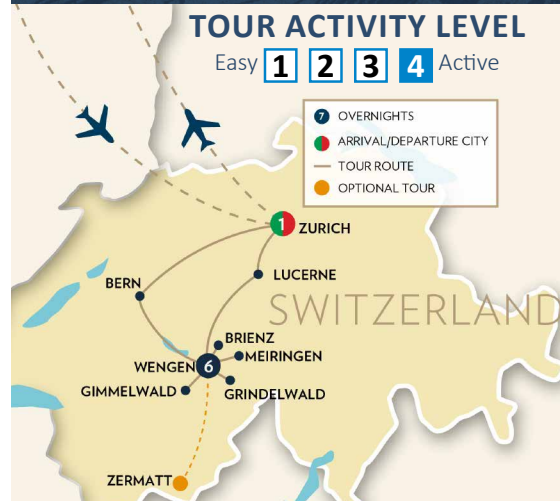 TOUR ACTIVITY LEVEL
Easy 1 2 3 4 Active
7 OVERNIGHTS
ARRIVAL/DEPARTURE CITY
TOUR ROUTE
OPTIONAL TOUR
1 ZURICH
LUCERNE
BERN
SWITZERLAND
BRIENZ
MEIRINGEN
WENGEN 6
GIMMELWALD
GRINDELWALD
ZERMATT